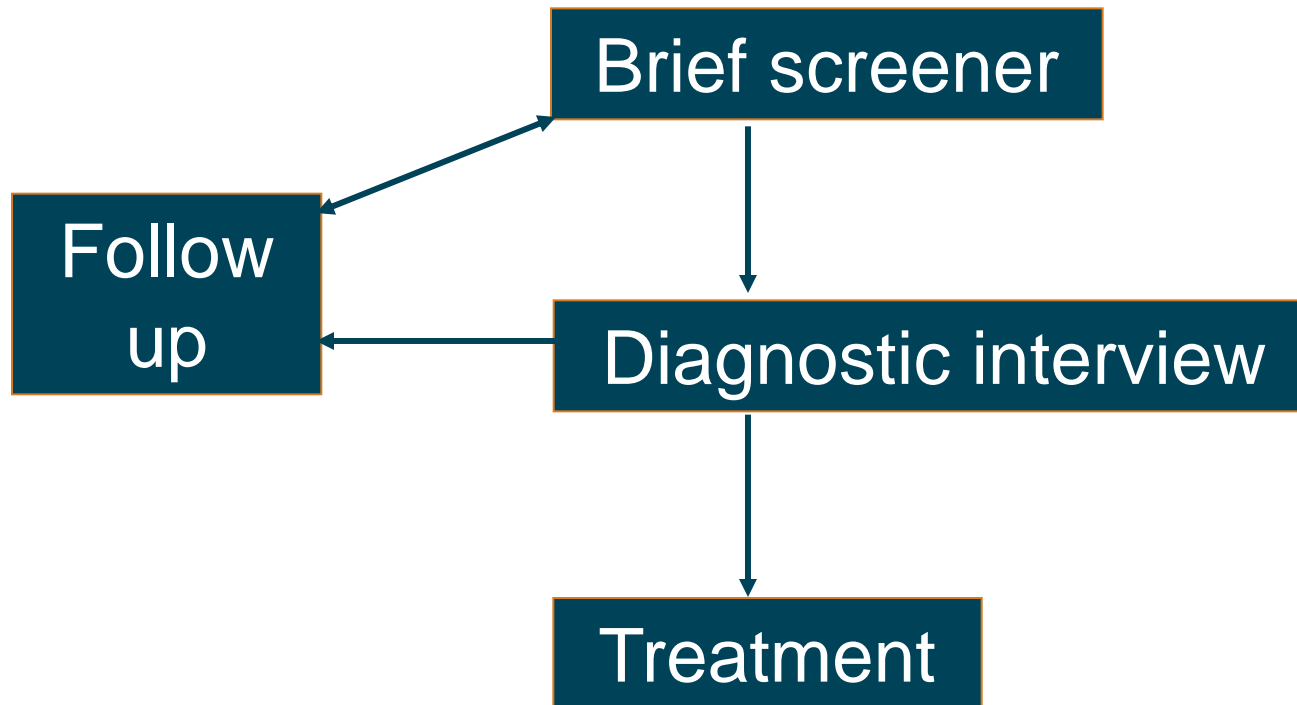 Brief screener
Follow
up
Diagnostic interview
Treatment